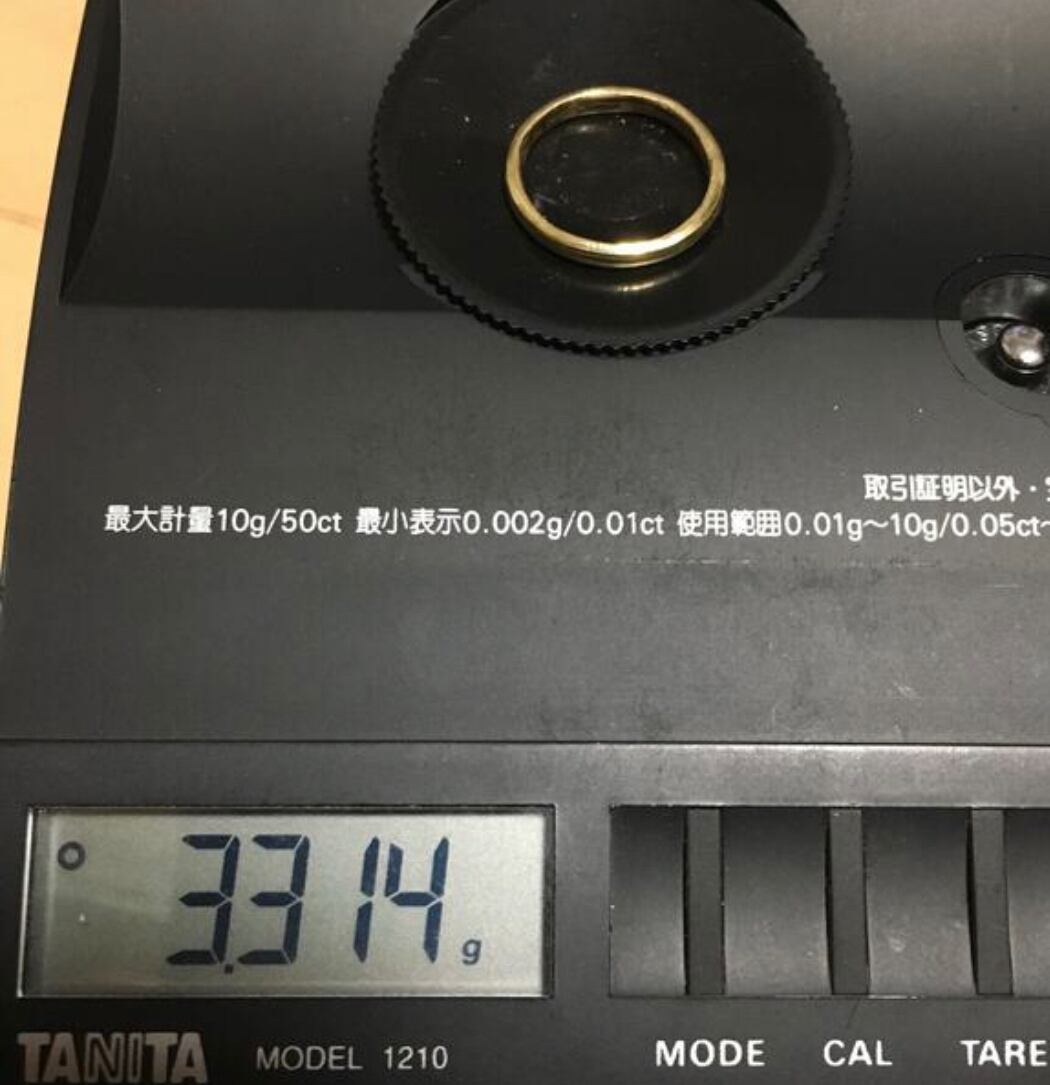 取引証明以外・
最大計量10g/50ct 最小表示0.002g/0.01ct 使用範囲0.01g～10g/0.05ct～
3.314 g
TANITA MODEL 1210 MODE CAL TARE